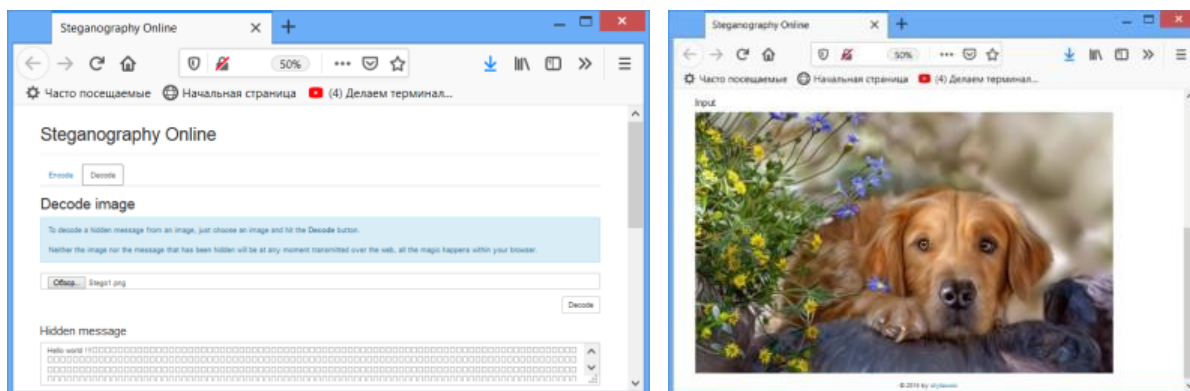 Steganography Online
50%
Часто посещаемые Начальная страница (4) Делаем терминал...
Steganography Online
Encode Decode
Decode image
To decode a hidden message from an image, just choose an image and hit the Decode button.
Neither the image nor the message that has been hidden will be at any moment transmitted over the web, all the magic happens within your browser.
Обзор... Stego1.png
Decode
Hidden message
Hello world !!
Steganography Online
50%
Часто посещаемые Начальная страница (4) Делаем терминал...
Input